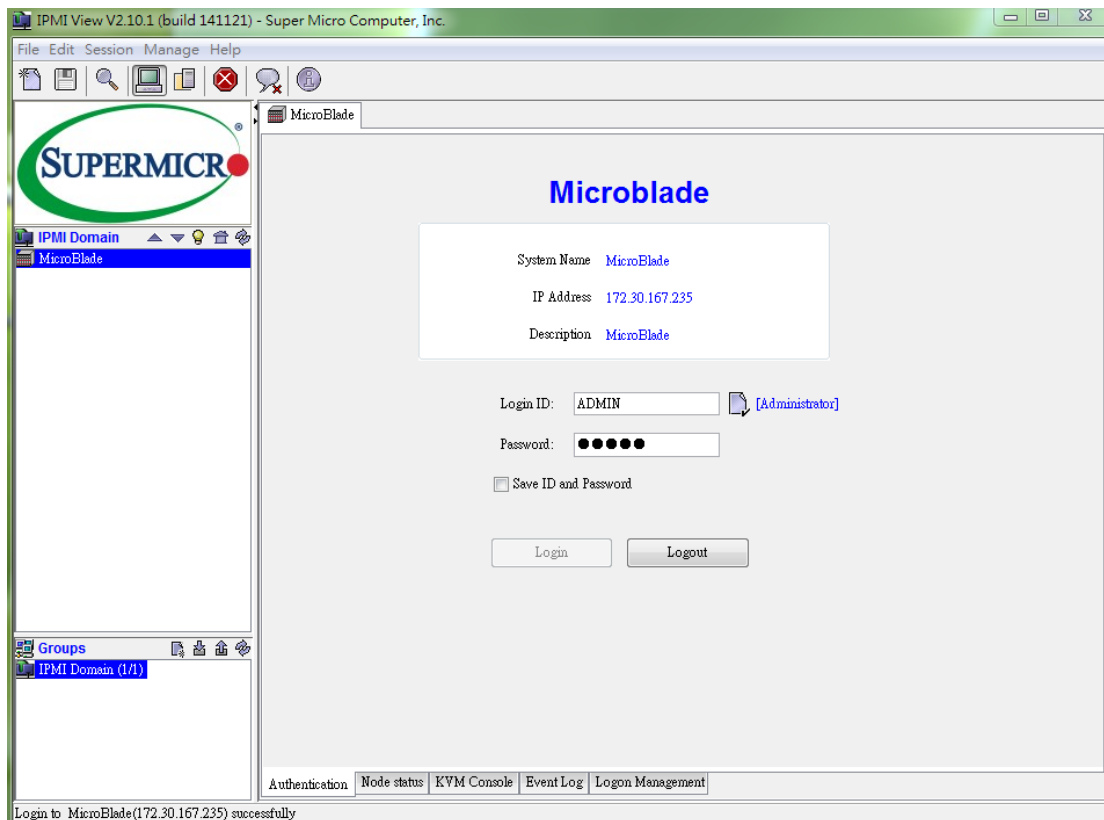 IPMI View V2.10.1 (build 141121) - Super Micro Computer, Inc.
File Edit Session Manage Help
SUPERMICR
®
MicroBlade
IPMI Domain
MicroBlade
Microblade
System Name MicroBlade
IP Address 172.30.167.235
Description MicroBlade
Login ID: ADMIN [Administrator]
Password: ●●●●●
Save ID and Password
Login Logout
Groups
IPMI Domain (1/1)
Authentication Node status KVM Console Event Log Logon Management
Login to MicroBlade(172.30.167.235) successfully